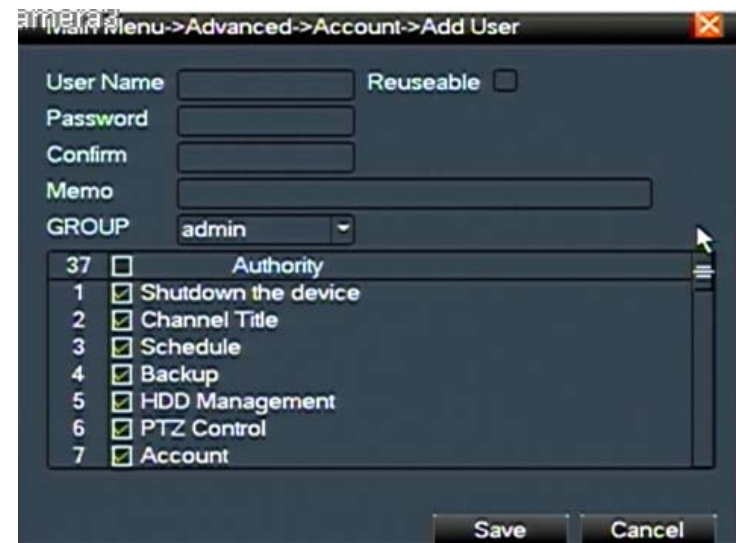 amera3
Main Menu->Advanced->Account->Add User
User Name Reuseable
Password
Confirm
Memo
GROUP admin
37 Authority
1 Shutdown the device
2 Channel Title
3 Schedule
4 Backup
5 HDD Management
6 PTZ Control
7 Account
Save Cancel